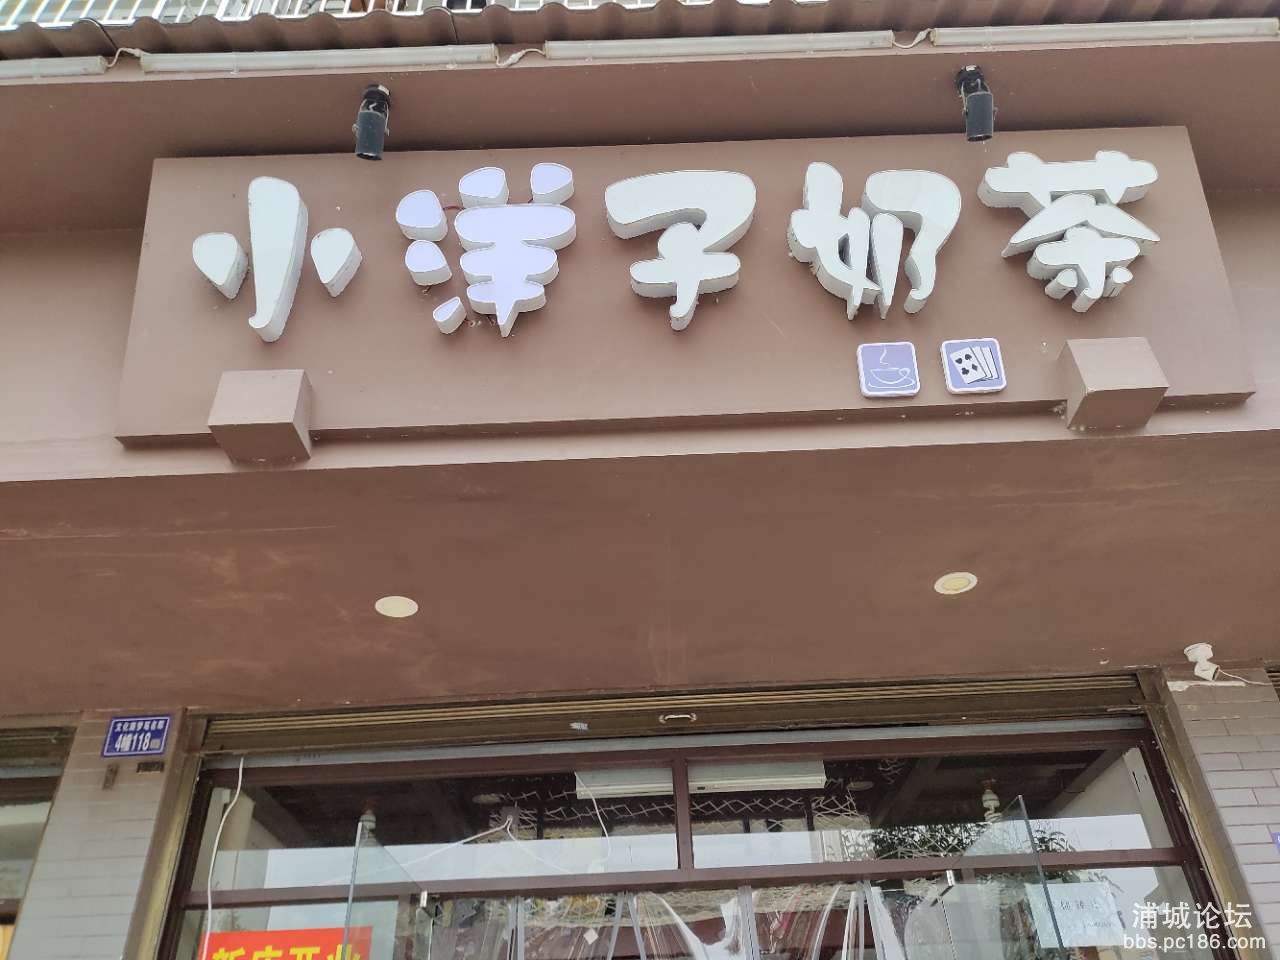 小洋子奶茶
4幢118
新店开业
浦城论坛
bbs.pc186.com